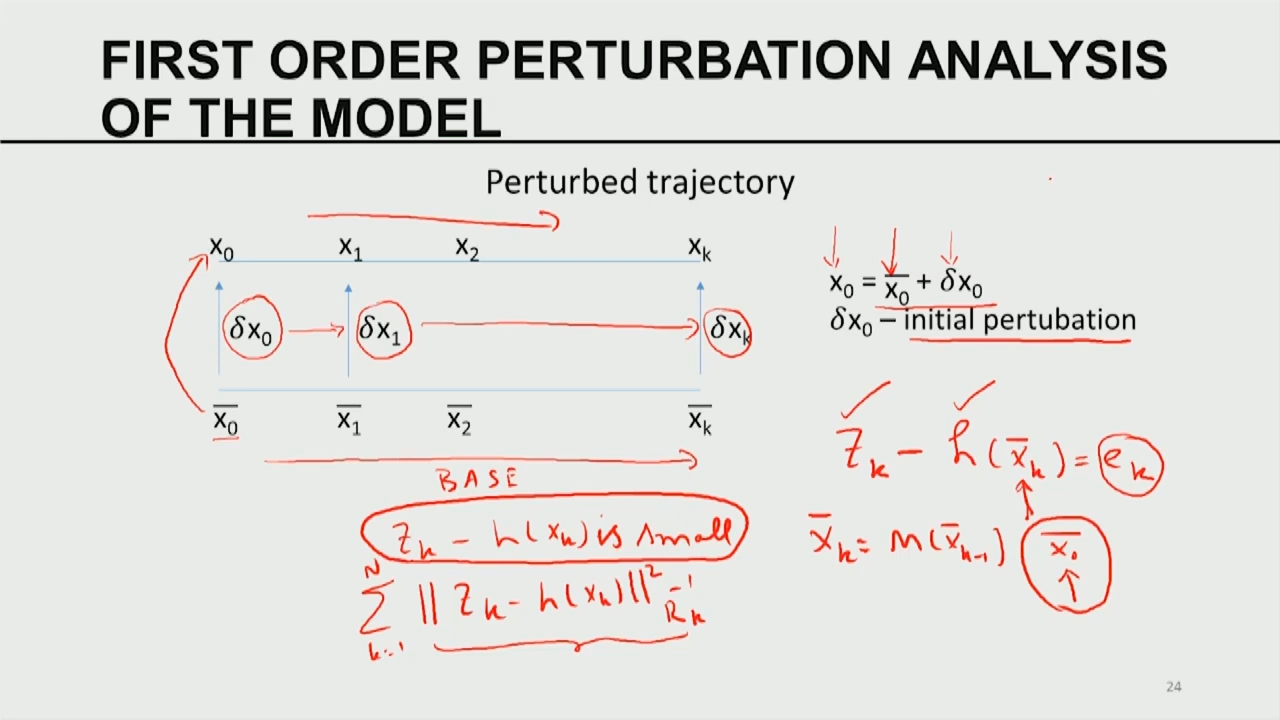 FIRST ORDER PERTURBATION ANALYSIS
OF THE MODEL
Perturbed trajectory
x₀ x₁ x₂ xₖ
δx₀ δx₁ δxₖ
x̅₀ x̅₁ x̅₂ x̅ₖ
BASE
zₖ - h(xₖ) is small
∑ₖ₌₁ᴺ ||zₖ - h(xₖ)||² Rₖ⁻¹
x₀ = x̅₀ + δx₀
δx₀ – initial pertubation
zₖ - h(x̅ₖ) = eₖ
x̅ₖ = M(x̅ₖ₋₁) x̅₀
24